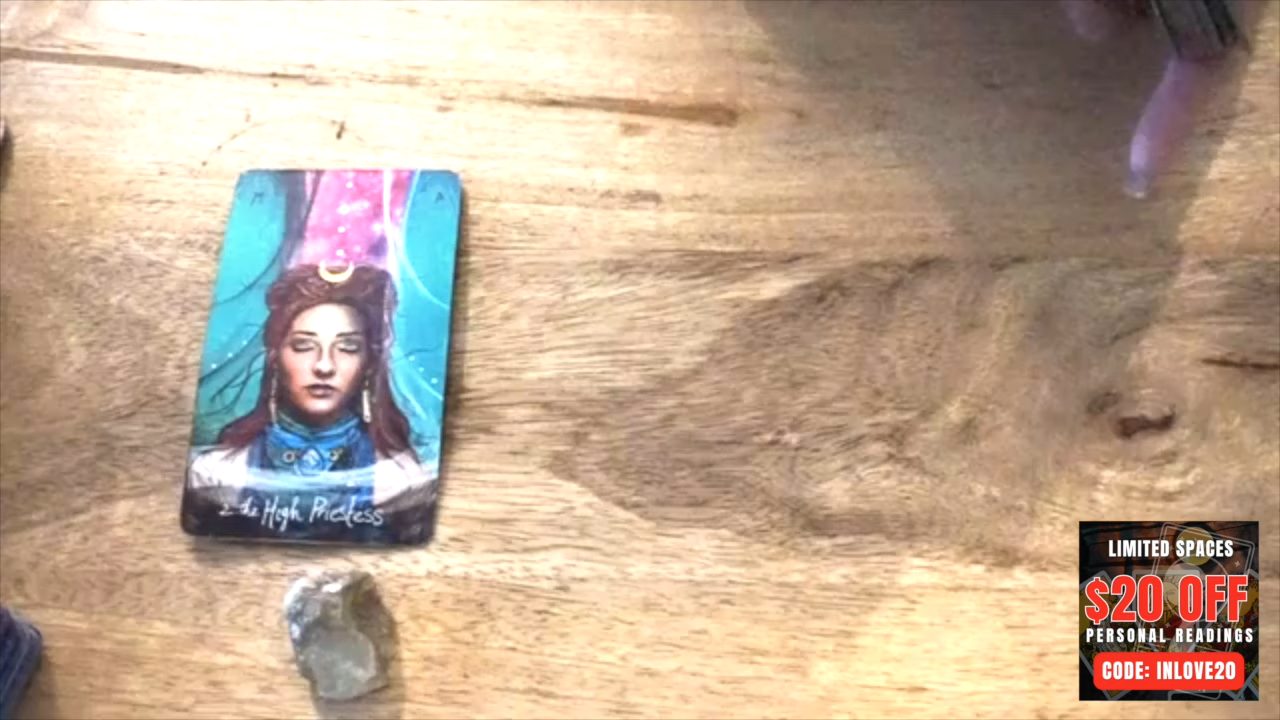 M A
2 the High Priestess
LIMITED SPACES
$20 OFF
PERSONAL READINGS
CODE: INLOVE20